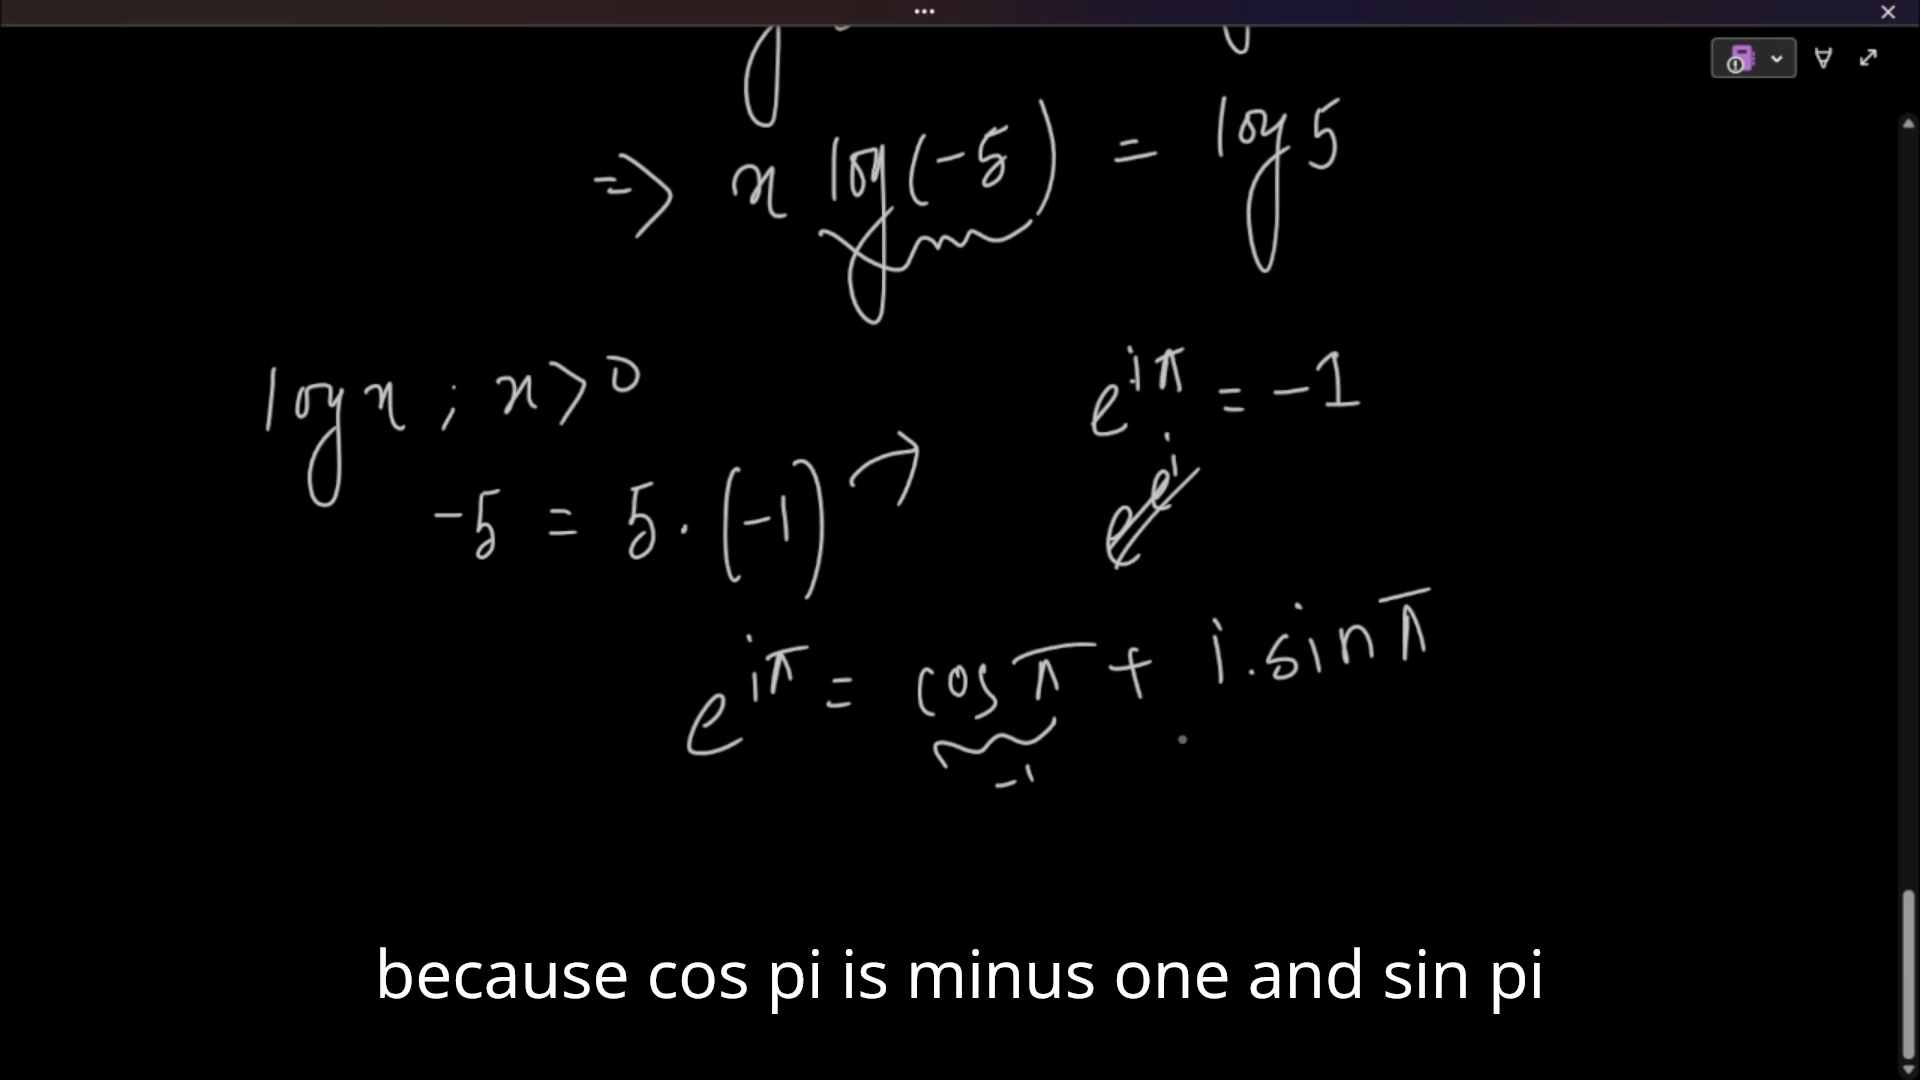 => x log(-5) = log 5
log x ; x > 0
e^{iπ} = -1
-5 = 5 · (-1) →
e^{iπ} = cos π + i.sin π
-1
because cos pi is minus one and sin pi